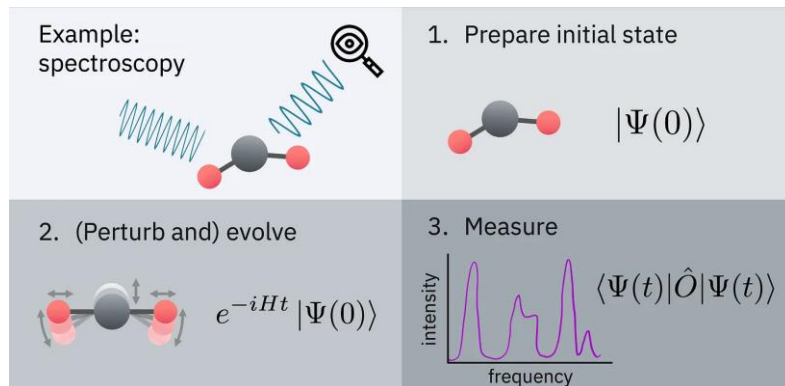 Example:
spectroscopy
1. Prepare initial state
|Ψ(0)⟩
2. (Perturb and) evolve
e^{-iHt} |Ψ(0)⟩
3. Measure
intensity
frequency
⟨Ψ(t)|Ô|Ψ(t)⟩